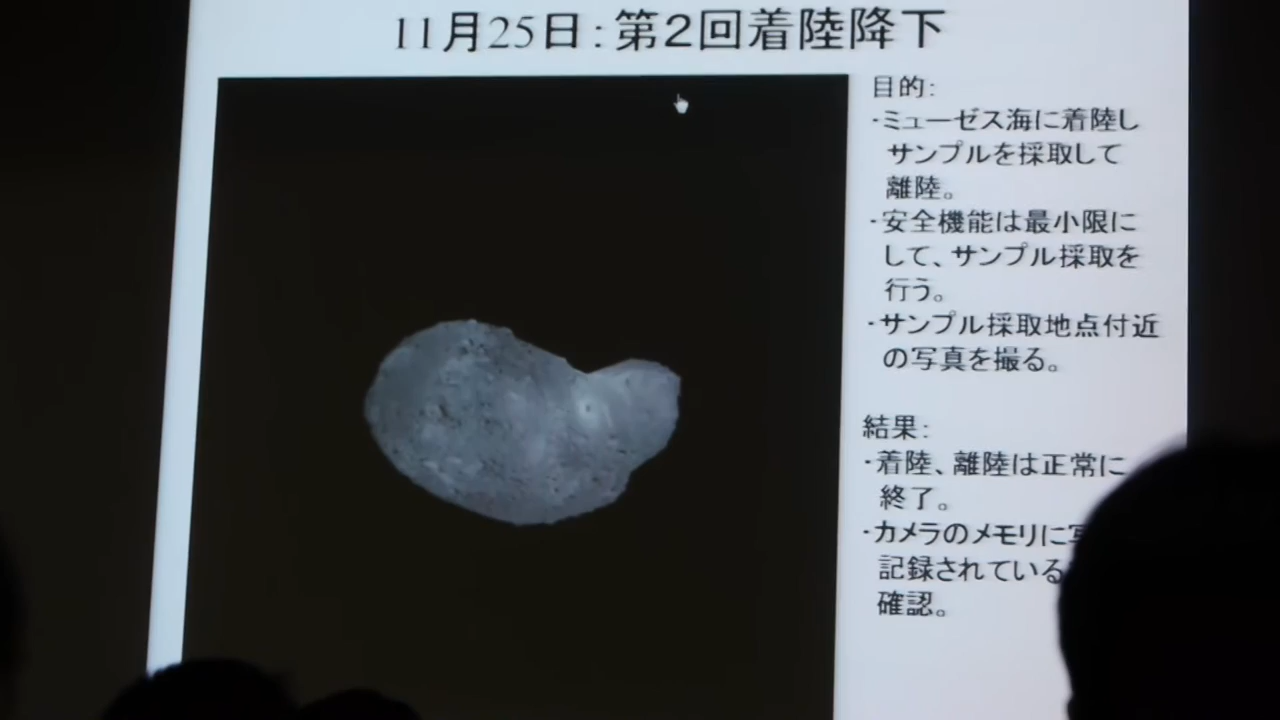 11月25日:第2回着陸降下
目的:
・ミューゼス海に着陸し
サンプルを採取して
離陸。
・安全機能は最小限に
して、サンプル採取を
行う。
・サンプル採取地点付近
の写真を撮る。
結果:
・着陸、離陸は正常に
終了。
・カメラのメモリに
記録されている
確認。